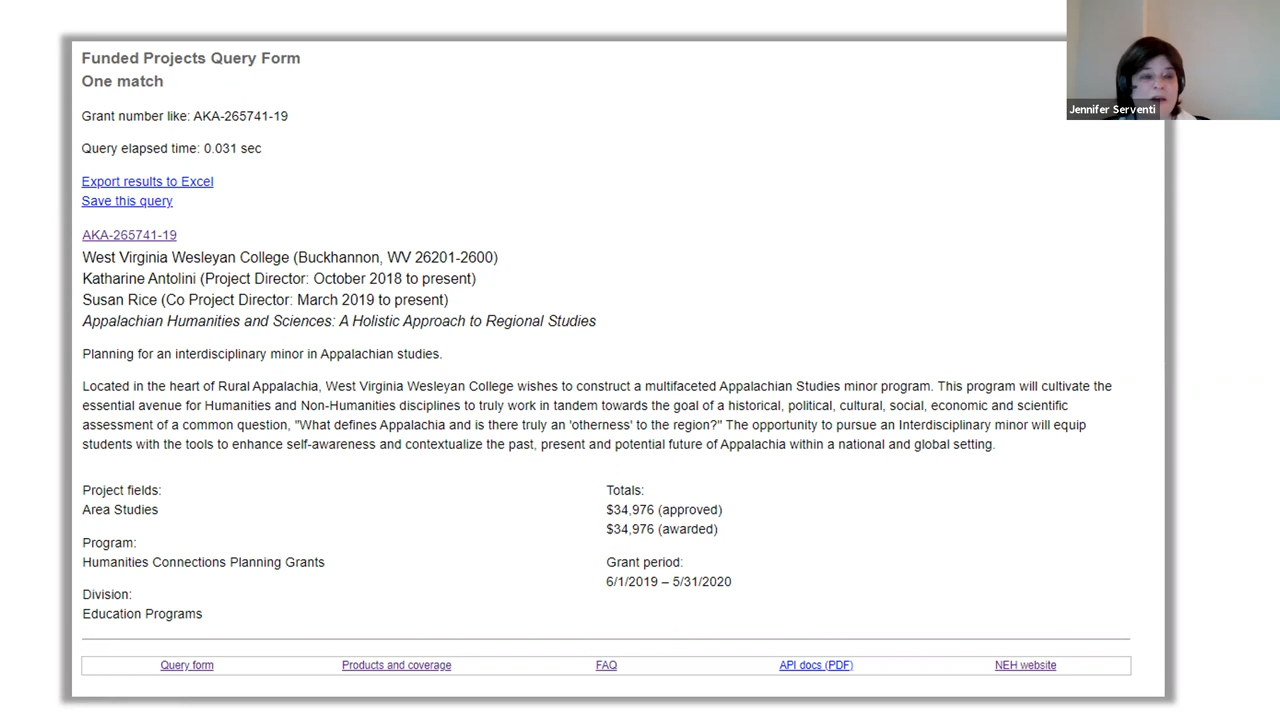 Funded Projects Query Form
One match
Grant number like: AKA-265741-19
Query elapsed time: 0.031 sec
Export results to Excel
Save this query
AKA-265741-19
West Virginia Wesleyan College (Buckhannon, WV 26201-2600)
Katharine Antolini (Project Director: October 2018 to present)
Susan Rice (Co Project Director: March 2019 to present)
Appalachian Humanities and Sciences: A Holistic Approach to Regional Studies
Planning for an interdisciplinary minor in Appalachian studies.
Located in the heart of Rural Appalachia, West Virginia Wesleyan College wishes to construct a multifaceted Appalachian Studies minor program. This program will cultivate the
essential avenue for Humanities and Non-Humanities disciplines to truly work in tandem towards the goal of a historical, political, cultural, social, economic and scientific
assessment of a common question, "What defines Appalachia and is there truly an 'otherness' to the region?" The opportunity to pursue an Interdisciplinary minor will equip
students with the tools to enhance self-awareness and contextualize the past, present and potential future of Appalachia within a national and global setting.
Project fields:
Area Studies
Program:
Humanities Connections Planning Grants
Division:
Education Programs
Totals:
$34,976 (approved)
$34,976 (awarded)
Grant period:
6/1/2019 – 5/31/2020
Query form Products and coverage FAQ API docs (PDF) NEH website
Jennifer Serventi